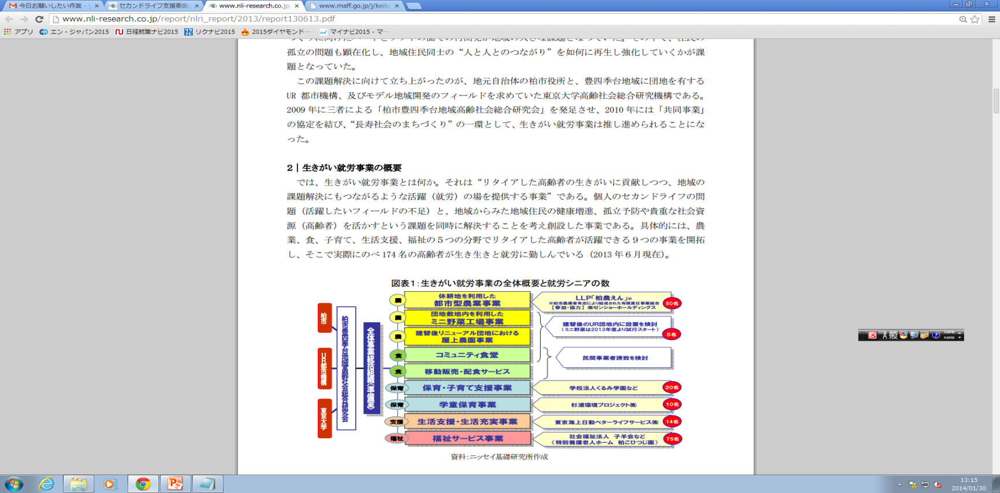 今日お願いしたい作業 - y
セカンドライフ支援事業の
www.nli-research.co.jp/
www.maff.go.jp/j/keika
www.nli-research.co.jp/report/nlri_report/2013/report130613.pdf
アプリ
エン・ジャパン2015
日経就職ナビ2015
リクナビ2015
2015ダイヤモンド…
マイナビ2015 - マ…
孤立の問題も顕在化し、地域住民同士の“人と人とのつながり”を如何に再生し強化していくかが課
題となっていた。
この課題解決に向けて立ち上がったのが、地元自治体の柏市役所と、豊四季台地域に団地を有する
UR 都市機構、及びモデル地域開発のフィールドを求めていた東京大学高齢社会総合研究機構である。
2009 年に三者による「柏市豊四季台地域高齢社会総合研究会」を発足させ、2010 年には「共同事業」
の協定を結び、“長寿社会のまちづくり”の一環として、生きがい就労事業は推し進められることにな
った。
2｜生きがい就労事業の概要
では、生きがい就労事業とは何か。それは“リタイアした高齢者の生きがいに貢献しつつ、地域の
課題解決にもつながるような活躍（就労）の場を提供する事業”である。個人のセカンドライフの問
題（活躍したいフィールドの不足）と、地域からみた地域住民の健康増進、孤立予防や貴重な社会資
源（高齢者）を活かすという課題を同時に解決することを考え創設した事業である。具体的には、農
業、食、子育て、生活支援、福祉の５つの分野でリタイアした高齢者が活躍できる９つの事業を開拓
し、そこで実際にのべ 174 名の高齢者が生き生きと就労に勤しんでいる（2013 年６月現在）。
図表１：生きがい就労事業の全体概要と就労シニアの数
柏市
UR都市機構
東京大学
柏市豊四季台地域高齢社会総合研究会
全体事業統括組織（準備室）
農
休耕地を利用した
都市型農業事業
LLP「柏農えん」※
※柏市農業者有志により結成された有限責任事業組合
【参加・協力】㈱ゼンショーホールディングス
50名
農
団地敷地内を利用した
ミニ野菜工場事業
農
建替後リニューアル団地における
屋上農園事業
建替後のUR団地内に設置を検討
（ミニ野菜は2013年度より試行スタート）
5名
食
コミュニティ食堂
食
移動販売・配食サービス
民間事業者誘致を検討
保育
保育・子育て支援事業
学校法人くるみ学園など
20名
保育
学童保育事業
杉浦環境プロジェクト㈱
10名
支援
生活支援・生活充実事業
東京海上日動ベターライフサービス㈱
14名
福祉
福祉サービス事業
社会福祉法人 子羊会など
（特別養護老人ホーム 柏こひつじ園）
75名
資料：ニッセイ基礎研究所作成
A 般
CAPS
KANA
13:15
2014/01/30